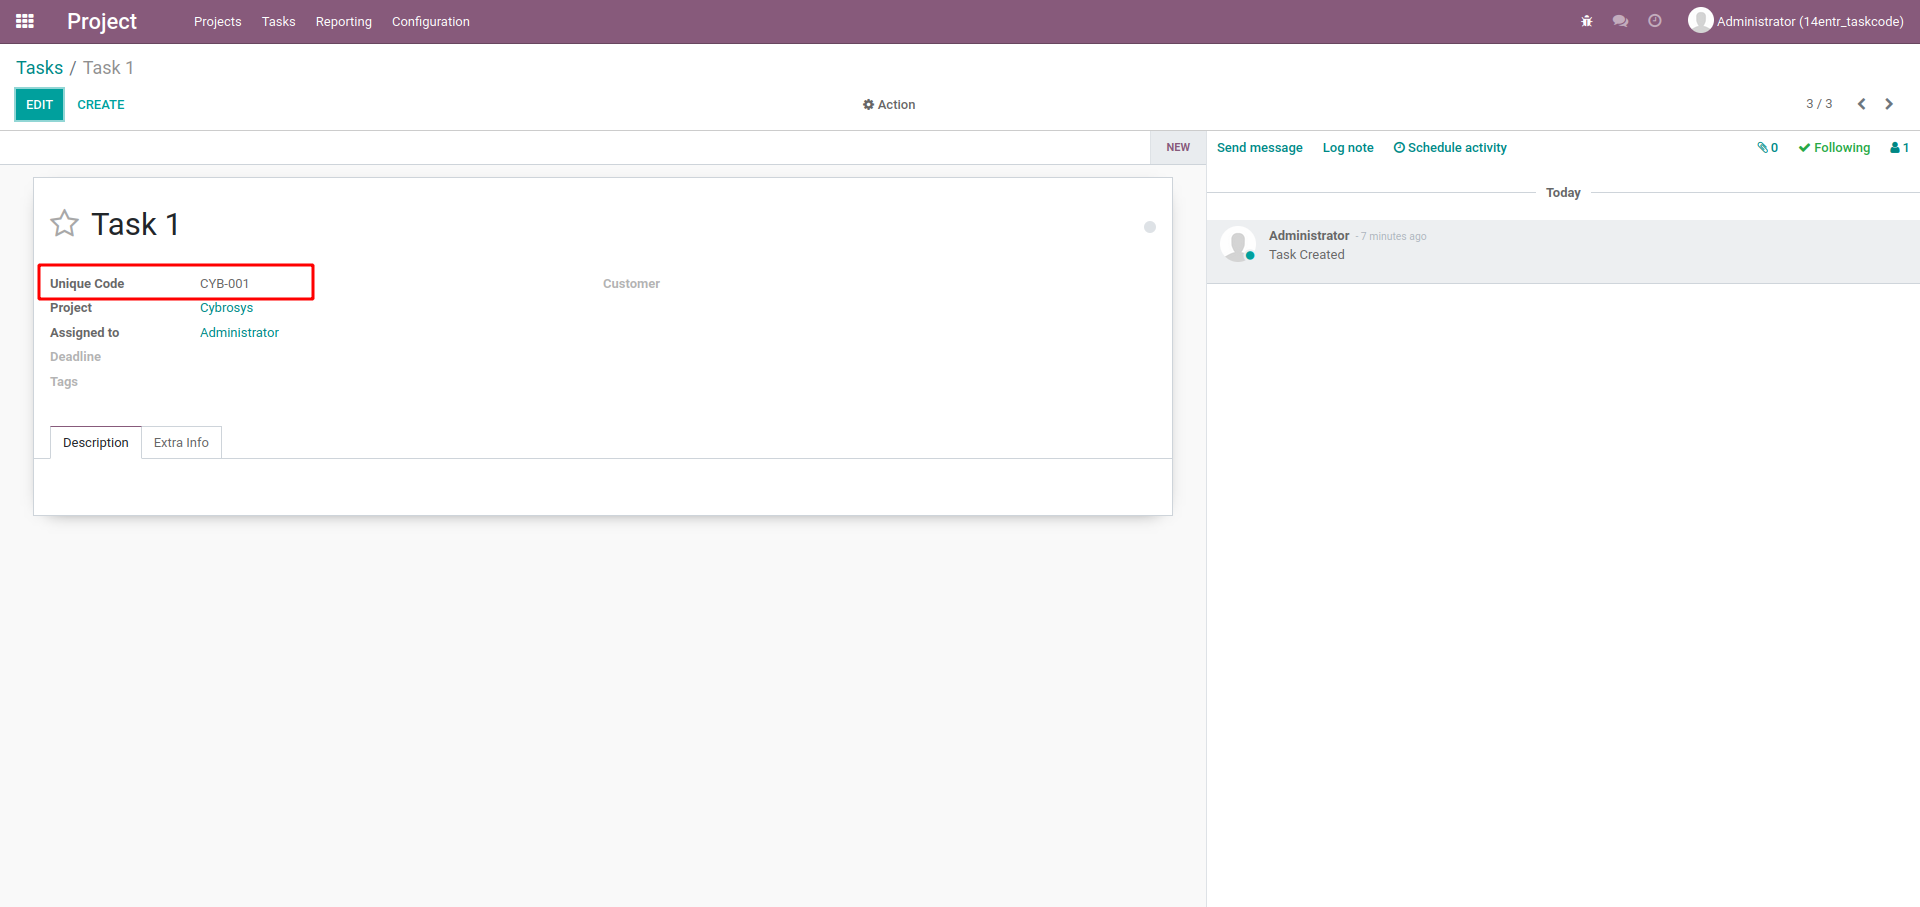 Project Projects Tasks Reporting Configuration Administrator (14entr_taskcode)
Tasks / Task 1
EDIT CREATE Action 3 / 3
NEW Send message Log note Schedule activity 0 Following 1
Today
Task 1
Administrator - 7 minutes ago
Task Created
Unique Code CYB-001 Customer
Project Cybrosys
Assigned to Administrator
Deadline
Tags
Description Extra Info